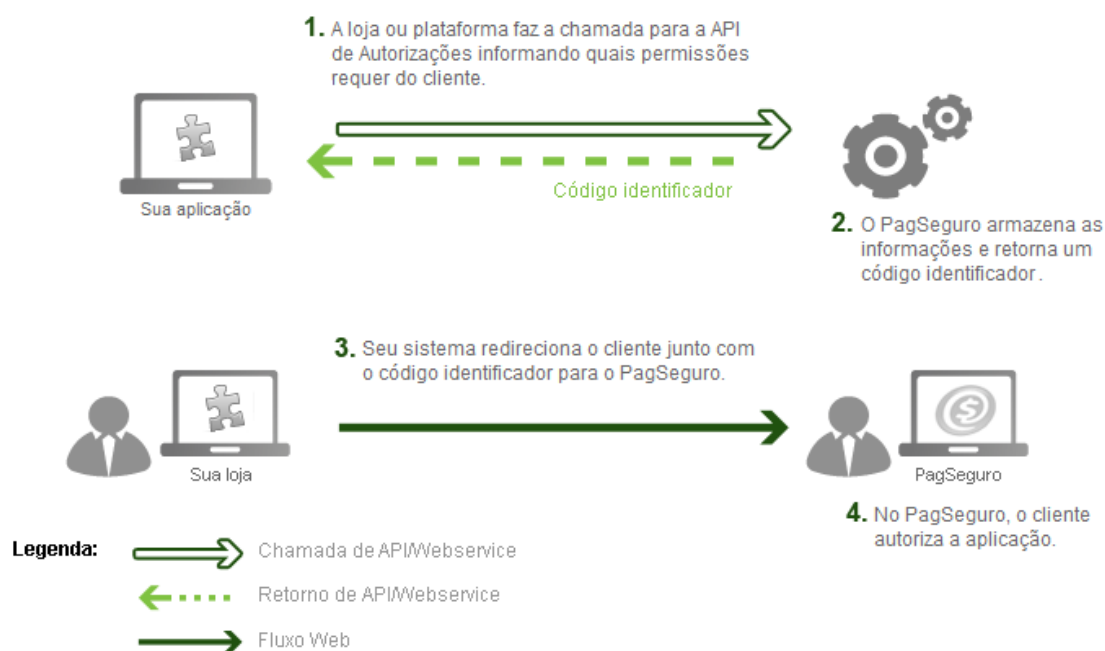 1. A loja ou plataforma faz a chamada para a API
de Autorizações informando quais permissões
requer do cliente.
Sua aplicação
Código identificador
2. O PagSeguro armazena as
informações e retorna um
código identificador.
3. Seu sistema redireciona o cliente junto com
o código identificador para o PagSeguro.
Sua loja
PagSeguro
4. No PagSeguro, o cliente
autoriza a aplicação.
Legenda:
Chamada de API/Webservice
Retorno de API/Webservice
Fluxo Web